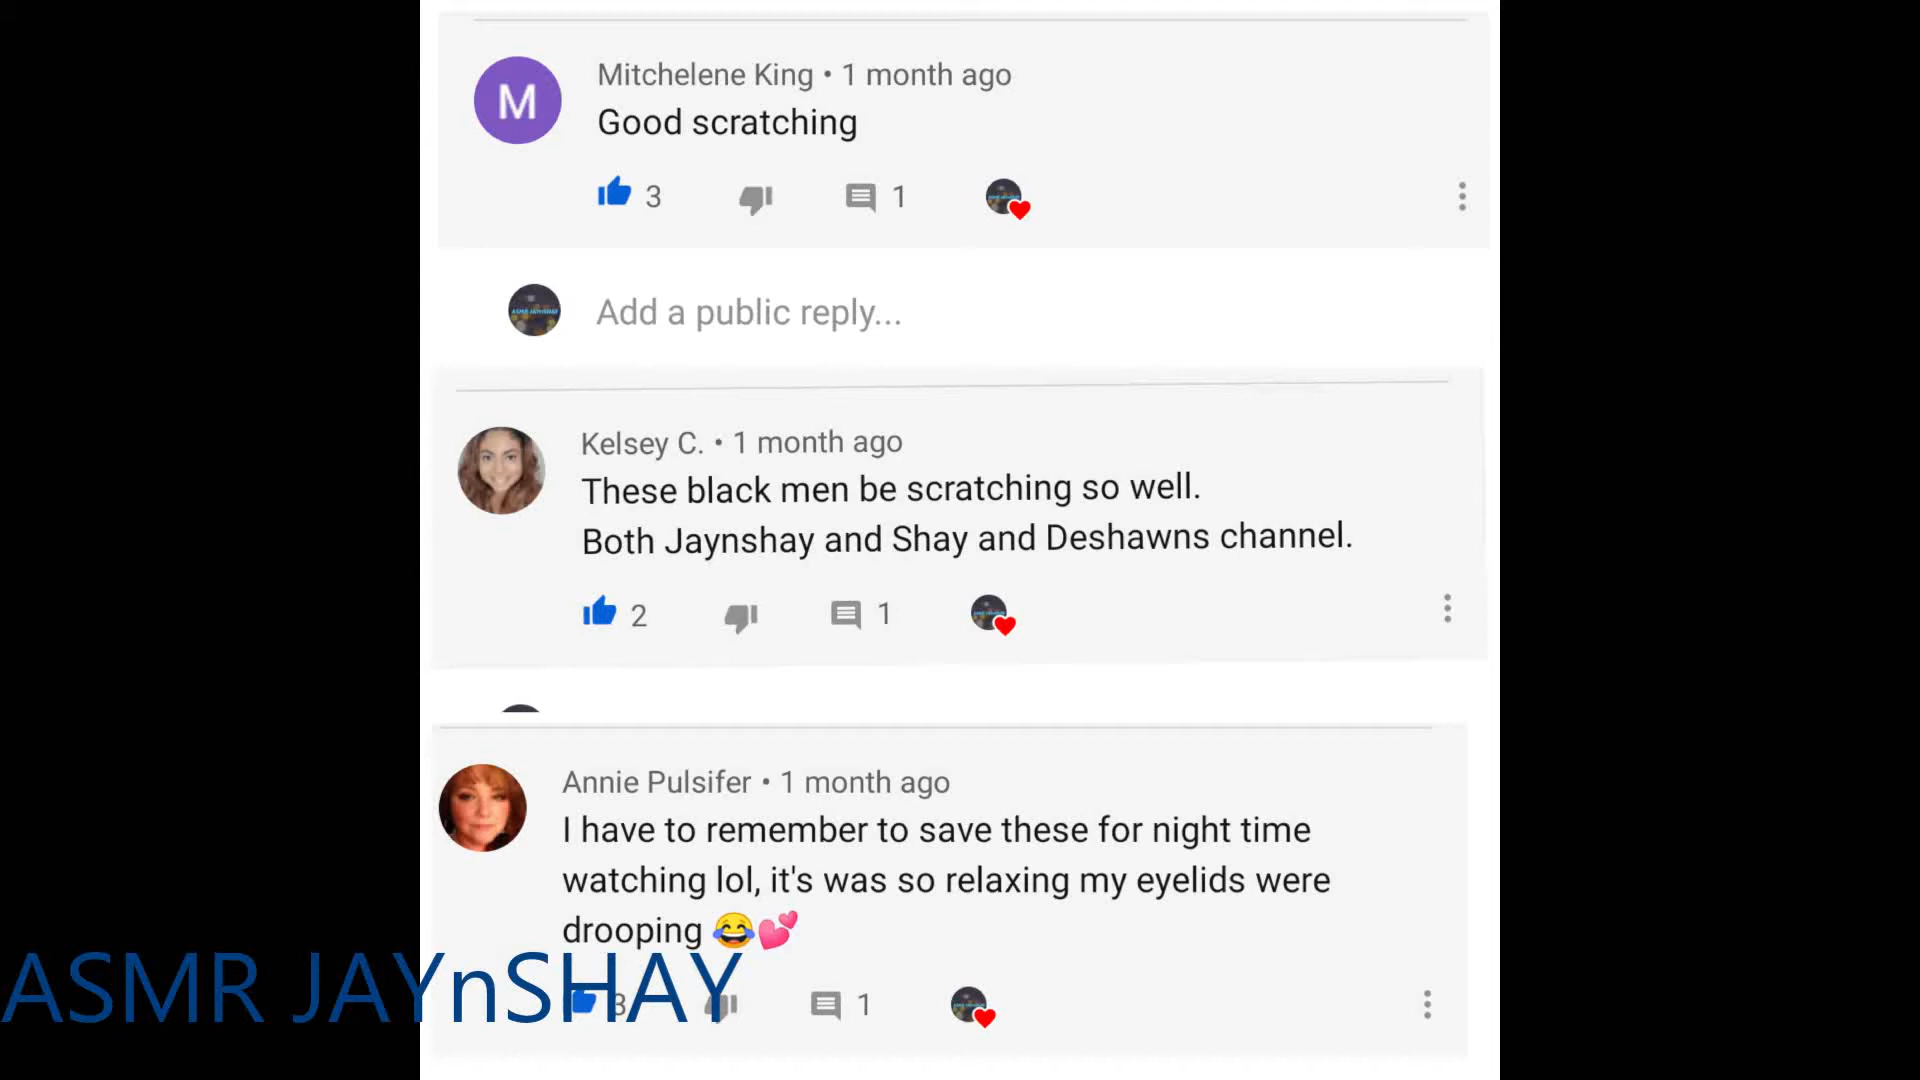 M
Mitchelene King • 1 month ago
Good scratching
3
1
ASMR JAYNSHAY
Add a public reply...
Kelsey C. • 1 month ago
These black men be scratching so well.
Both Jaynshay and Shay and Deshawns channel.
2
1
Annie Pulsifer • 1 month ago
I have to remember to save these for night time
watching lol, it's was so relaxing my eyelids were
drooping 😂💕
ASMR JAYnSHAY
3
1